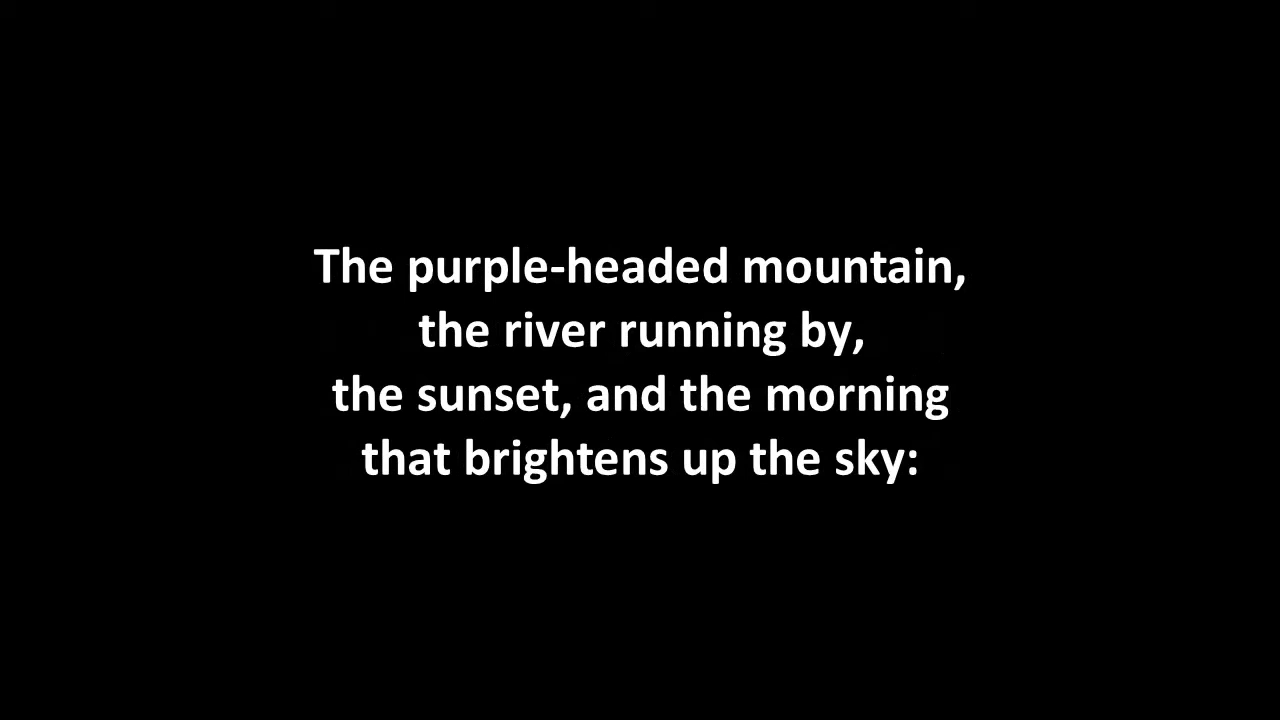 The purple-headed mountain,
the river running by,
the sunset, and the morning
that brightens up the sky: